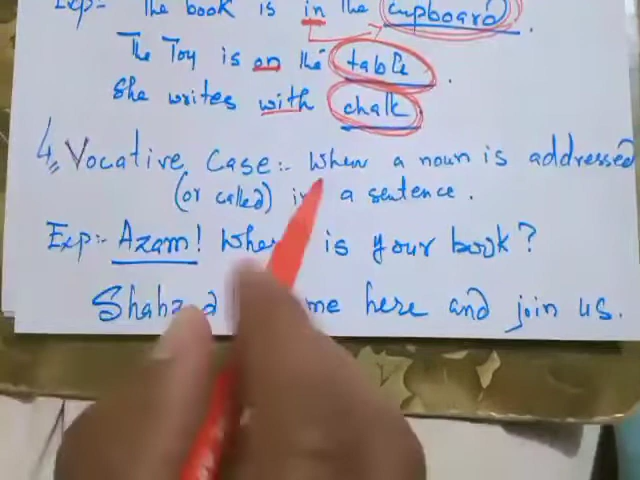 Exp:- The book is in the cupboard.
The Toy is on the table.
She writes with chalk.
4, Vocative Case:- When a noun is addressed
(or called) in a sentence.
Exp:- Azam! Where is your book?
me here and join us.